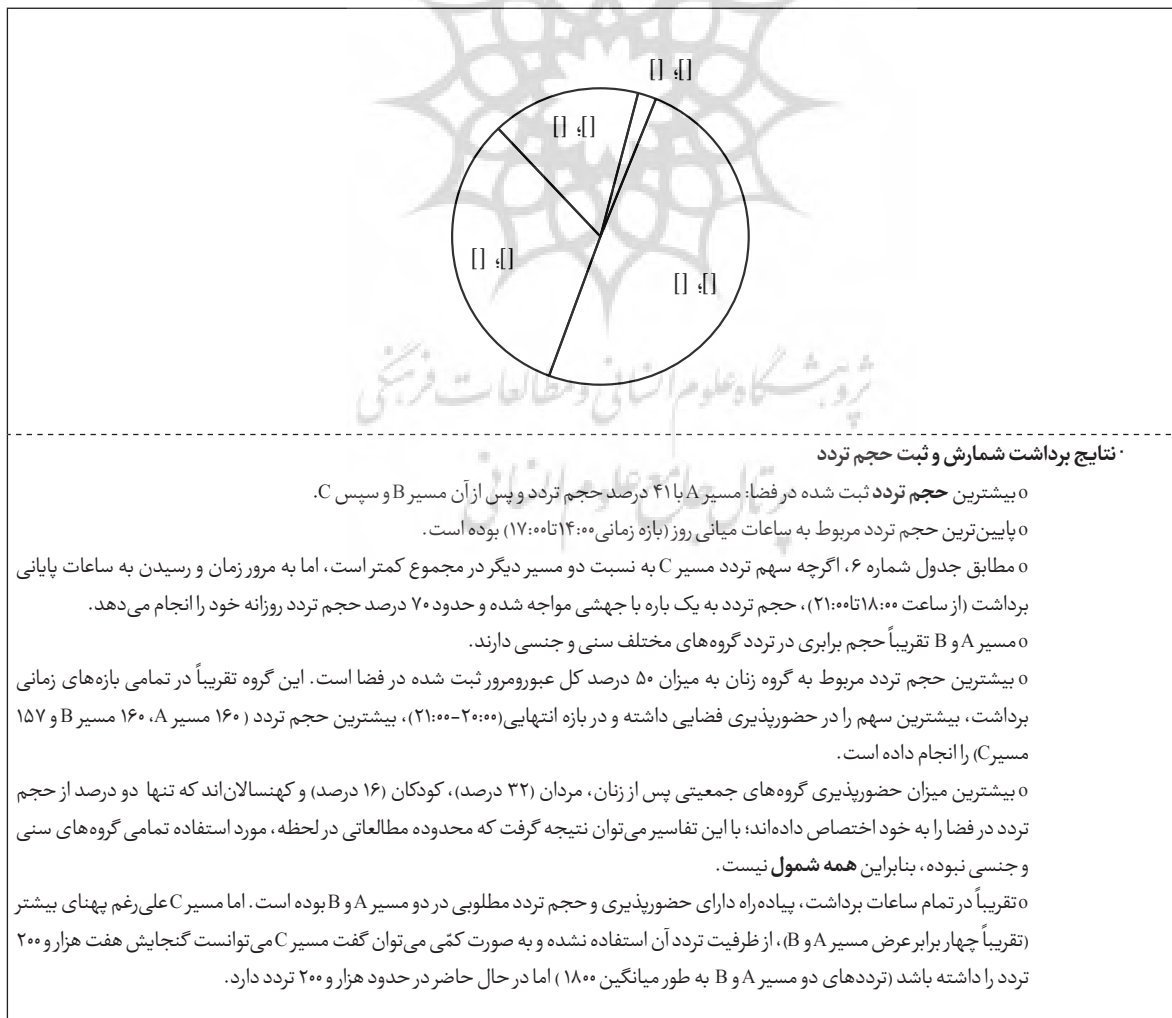 []؛ []
[]؛ []
[]؛ []
[]؛ []
پژوهشگاه علوم انسانی و مطالعات فرهنگی
پرتال جامع علوم انسانی
· نتایج برداشت شمارش و ثبت حجم تردد
o بیشترین حجم تردد ثبت شده در فضا: مسیر A با ۴۱ درصد حجم تردد و پس از آن مسیر B و سپس C.
o پایین‌ترین حجم تردد مربوط به ساعات میانی روز (بازه زمانی ۱۴:۰۰تا۱۷:۰۰) بوده است.
o مطابق جدول شماره ۶، اگرچه سهم تردد مسیر C به نسبت دو مسیر دیگر در مجموع کمتر است، اما به مرور زمان و رسیدن به ساعات پایانی
برداشت (از ساعت ۱۸:۰۰تا۲۱:۰۰)، حجم تردد به یک باره با جهشی مواجه شده و حدود ۷۰ درصد حجم تردد روزانه خود را انجام می‌دهد.
o مسیر A و B تقریباً حجم برابری در تردد گروه‌های مختلف سنی و جنسی دارند.
o بیشترین حجم تردد مربوط به گروه زنان به میزان ۵۰ درصد کل عبورومرور ثبت شده در فضا است. این گروه تقریباً در تمامی بازه‌های زمانی
برداشت، بیشترین سهم را در حضورپذیری فضایی داشته و در بازه انتهایی(۲۰:۰۰-۲۱:۰۰)، بیشترین حجم تردد ( ۱۶۰ مسیر A، ۱۶۰ مسیر B و ۱۵۷
مسیرC) را انجام داده است.
o بیشترین میزان حضورپذیری گروه‌های جمعیتی پس از زنان، مردان (۳۲ درصد)، کودکان (۱۶ درصد) و کهنسالان‌اند که تنها دو درصد از حجم
تردد در فضا را به خود اختصاص داده‌اند؛ با این تفاسیر می‌توان نتیجه گرفت که محدوده مطالعاتی در لحظه، مورد استفاده تمامی گروه‌های سنی
و جنسی نبوده، بنابراین همه شمول نیست.
o تقریباً در تمام ساعات برداشت، پیاده‌راه دارای حضورپذیری و حجم تردد مطلوبی در دو مسیر A و B بوده است. اما مسیر C علی‌رغم پهنای بیشتر
(تقریباً چهار برابر عرض مسیر A و B)، از ظرفیت تردد آن استفاده نشده و به صورت کمّی می‌توان گفت مسیر C می‌توانست گنجایش هفت هزار و ۲۰۰
تردد را داشته باشد (ترددهای دو مسیر A و B به طور میانگین ۱۸۰۰ ) اما در حال حاضر در حدود هزار و ۲۰۰ تردد دارد.